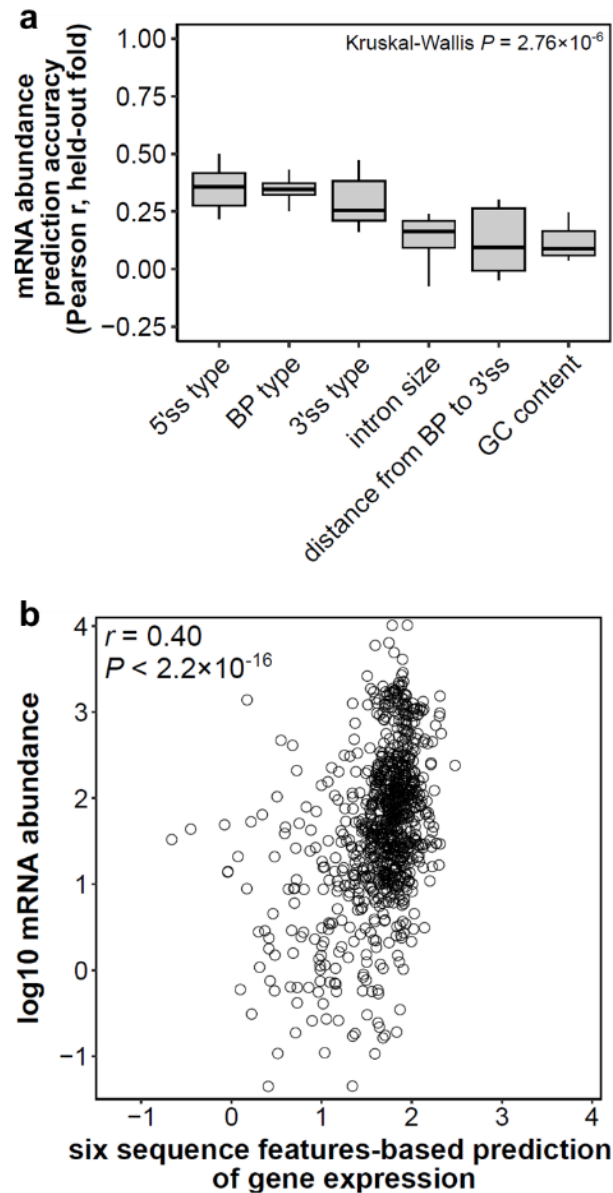 a
Kruskal-Wallis P = 2.76×10-6
mRNA abundance
prediction accuracy
(Pearson r, held-out fold)
1.00
0.75
0.50
0.25
0.00
−0.25
5'ss type
BP type
3'ss type
intron size
distance from BP to 3'ss
GC content
b
r = 0.40
P < 2.2×10-16
log10 mRNA abundance
4
3
2
1
0
−1
−1 0 1 2 3 4
six sequence features-based prediction
of gene expression